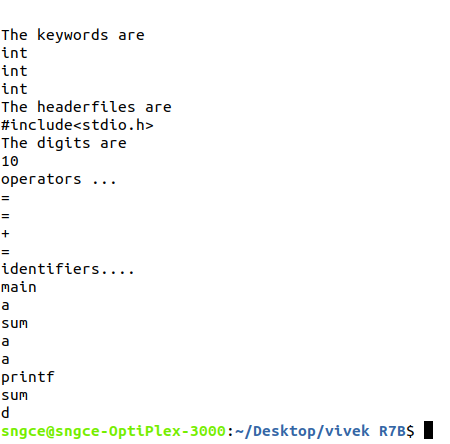 The keywords are
int
int
int
The headerfiles are
#include<stdio.h>
The digits are
10
operators ...
=
=
+
=
identifiers....
main
a
sum
a
a
printf
sum
d
sngce@sngce-OptiPlex-3000:~/Desktop/vivek R7B$